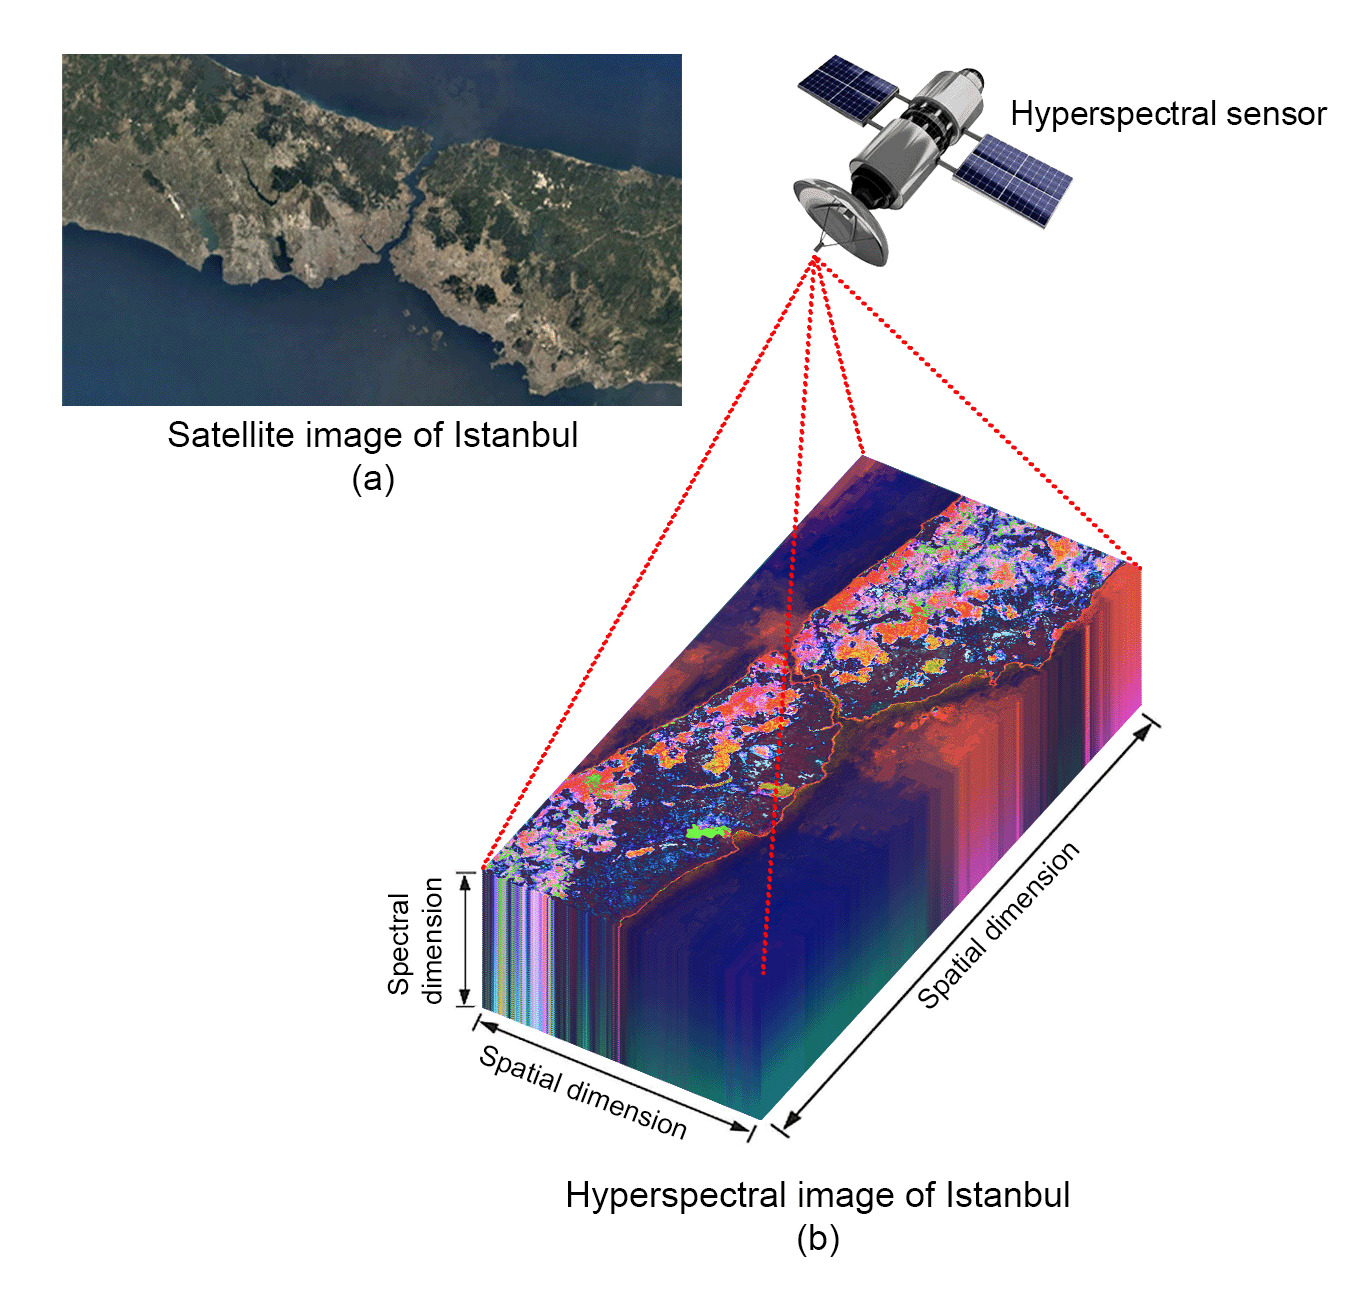 Hyperspectral sensor
Satellite image of Istanbul
(a)
Spectral
dimension
Spatial dimension
Spatial dimension
Hyperspectral image of Istanbul
(b)